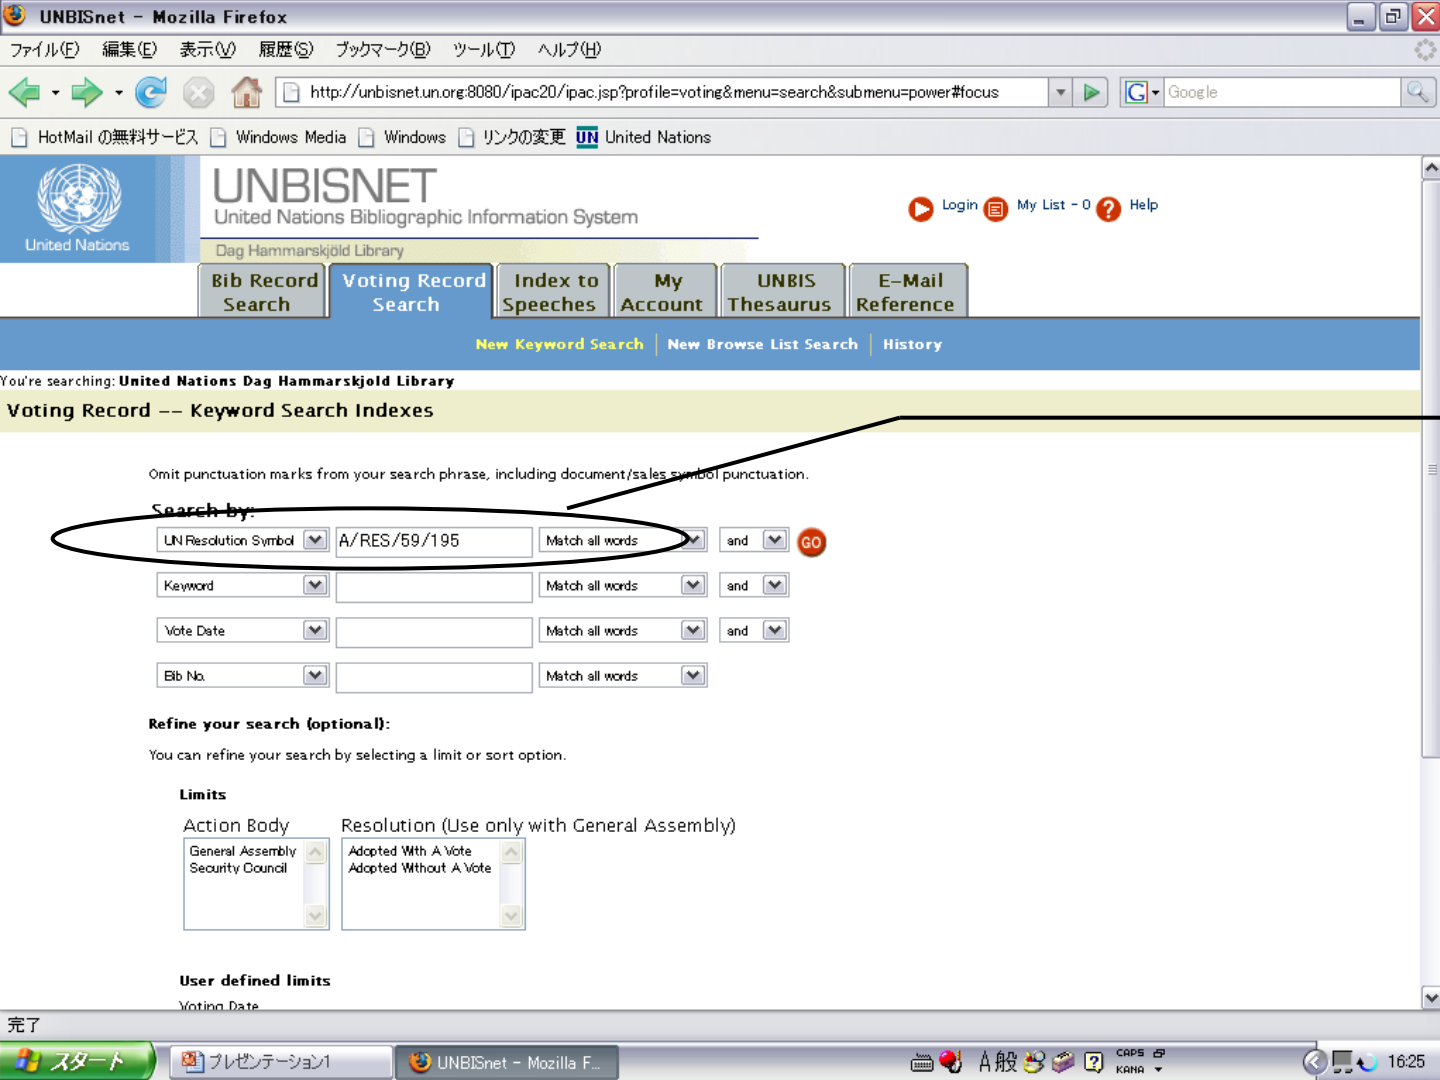 UNBISnet - Mozilla Firefox
ファイル(F) 編集(E) 表示(V) 履歴(S) ブックマーク(B) ツール(T) ヘルプ(H)
http://unbisnet.un.org:8080/ipac20/ipac.jsp?profile=voting&menu=search&submenu=power#focus
G Google
HotMail の無料サービス Windows Media Windows リンクの変更 UN United Nations
United Nations
UNBISNET
United Nations Bibliographic Information System
Dag Hammarskjöld Library
Login My List - 0 ? Help
Bib Record Search
Voting Record Search
Index to Speeches
My Account
UNBIS Thesaurus
E-Mail Reference
New Keyword Search New Browse List Search History
You're searching: United Nations Dag Hammarskjold Library
Voting Record -- Keyword Search Indexes
Omit punctuation marks from your search phrase, including document/sales symbol punctuation.
Search by:
UN Resolution Symbol A/RES/59/195 Match all words and GO
Keyword Match all words and
Vote Date Match all words and
Bib No. Match all words
Refine your search (optional):
You can refine your search by selecting a limit or sort option.
Limits
Action Body Resolution (Use only with General Assembly)
General Assembly Adopted With A Vote
Security Council Adopted Without A Vote
User defined limits
Voting Date
完了
スタート プレゼンテーション1 UNBISnet - Mozilla F... A 般 CAPS KANA 16:25